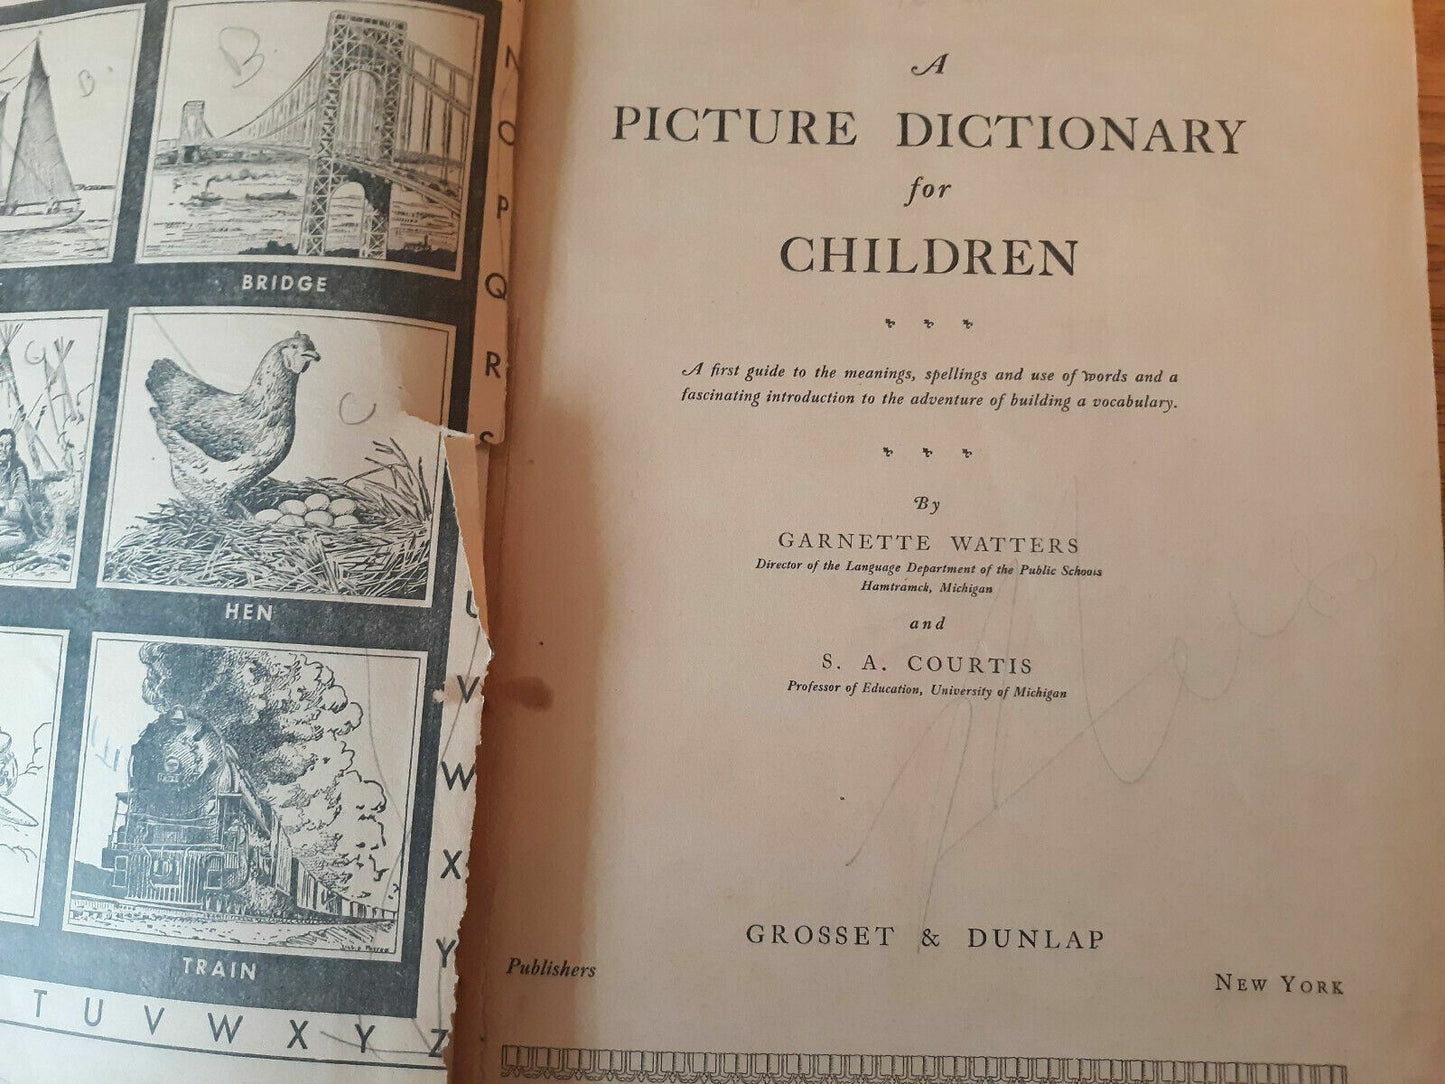 B.
B.
N
O
P
Q
R
S
BRIDGE
C
C
HEN
U
V
W
X
Y
TRAIN
T U V W X Y Z
A
PICTURE DICTIONARY
for
CHILDREN
A first guide to the meanings, spellings and use of words and a
fascinating introduction to the adventure of building a vocabulary.
By
GARNETTE WATTERS
Director of the Language Department of the Public Schools
Hamtramck, Michigan
and
S. A. COURTIS
Professor of Education, University of Michigan
GROSSET & DUNLAP
Publishers
NEW YORK